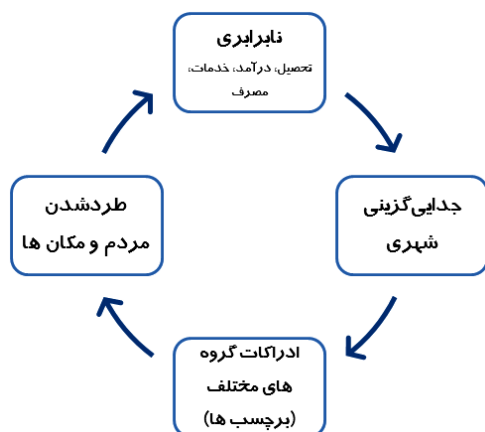 نابرابری
تحصیل، درآمد، خدمات،
مصرف
جدایی‌گزینی
شهری
ادراکات گروه
های مختلف
(برچسب ها)
طردشدن
مردم و مکان ها